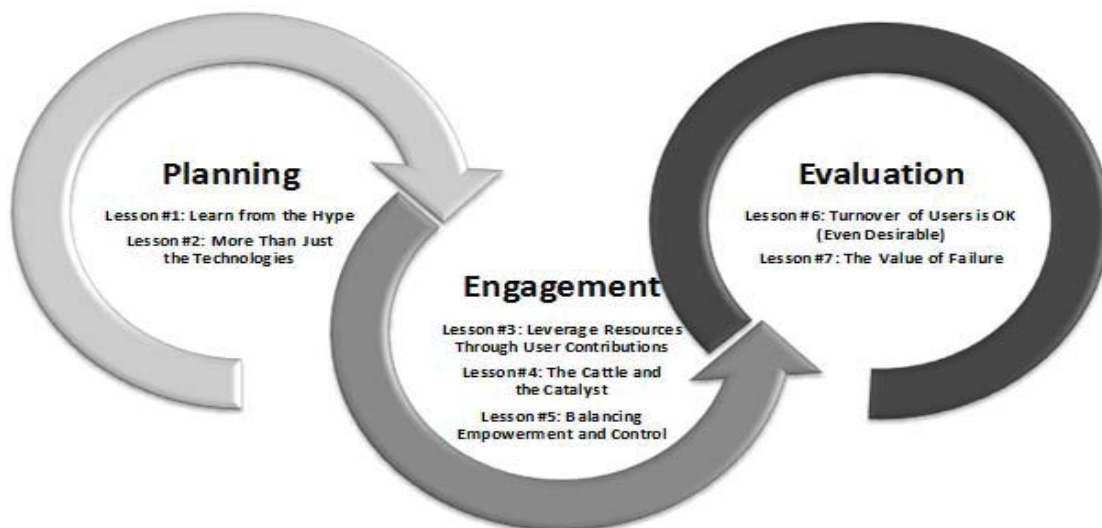 Planning
Lesson #1: Learn from the Hype
Lesson #2: More Than Just
the Technologies
Engagement
Lesson #3: Leverage Resources
Through User Contributions
Lesson #4: The Cattle and
the Catalyst
Lesson #5: Balancing
Empowerment and Control
Evaluation
Lesson #6: Turnover of Users is OK
(Even Desirable)
Lesson #7: The Value of Failure